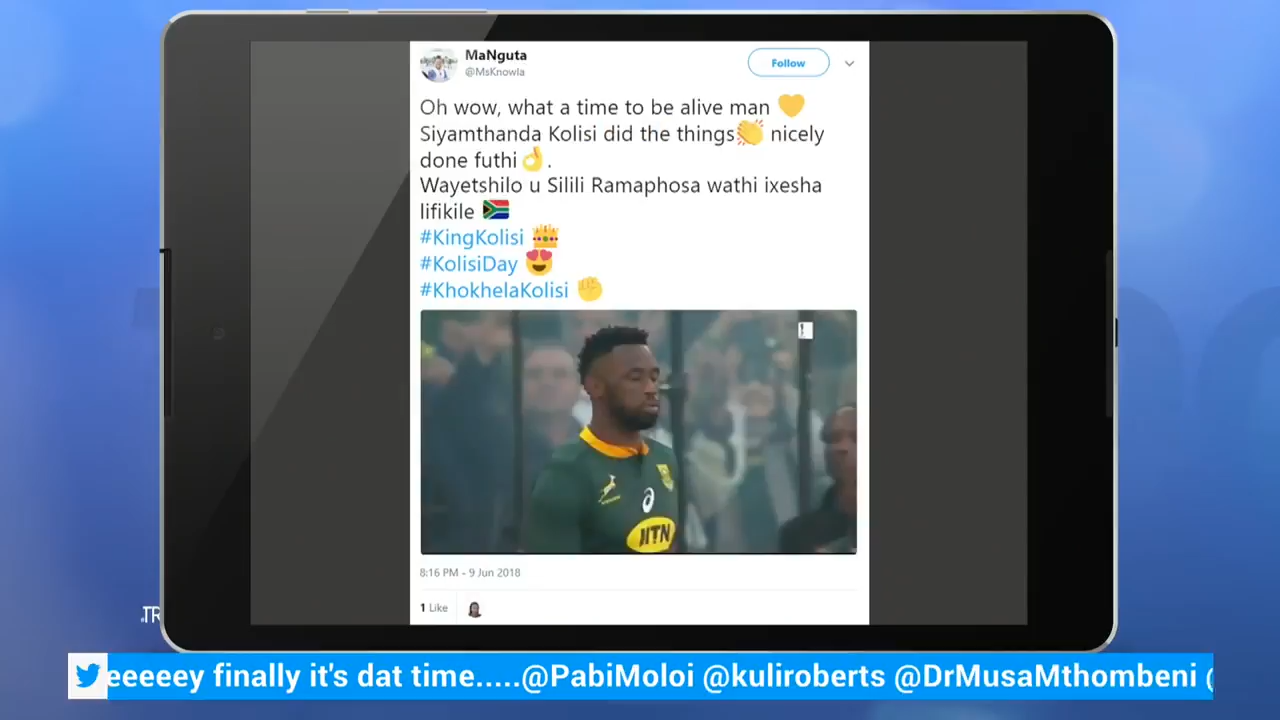 MaNguta
@MsKnowla
Follow
Oh wow, what a time to be alive man 💛
Siyamthanda Kolisi did the things👏 nicely
done futhi👌.
Wayetshilo u Silili Ramaphosa wathi ixesha
lifikile 🇿🇦
#KingKolisi 👑
#KolisiDay 😍
#KhokhelaKolisi ✊
8:16 PM - 9 Jun 2018
1 Like
eeeeey finally it's dat time.....@PabiMoloi @kuliroberts @DrMusaMthombeni